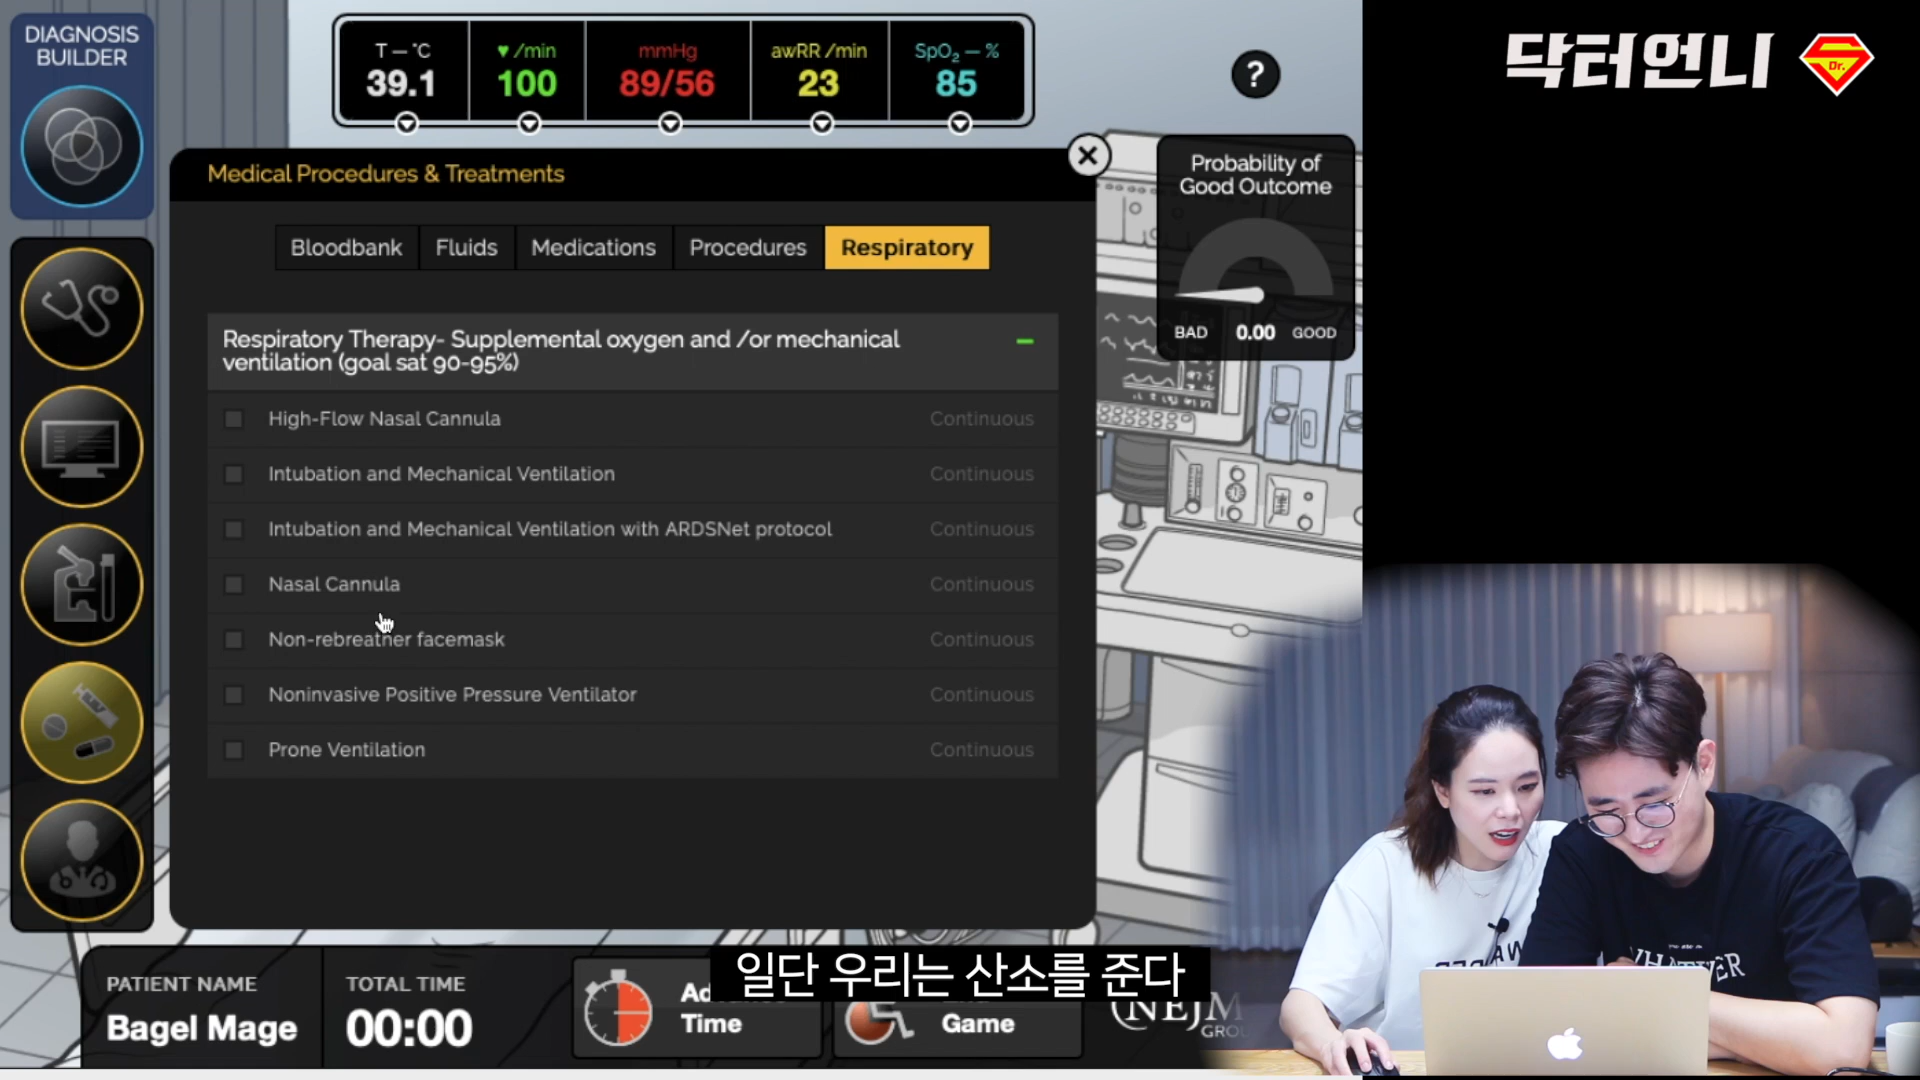 DIAGNOSIS
BUILDER
T — °C
39.1
♥ /min
100
mmHg
89/56
awRR /min
23
SpO₂ — %
85
?
닥터언니
Dr.
Medical Procedures & Treatments
Probability of
Good Outcome
BAD 0.00 GOOD
Bloodbank
Fluids
Medications
Procedures
Respiratory
Respiratory Therapy- Supplemental oxygen and /or mechanical
ventilation (goal sat 90-95%)
High-Flow Nasal Cannula Continuous
Intubation and Mechanical Ventilation Continuous
Intubation and Mechanical Ventilation with ARDSNet protocol Continuous
Nasal Cannula Continuous
Non-rebreather facemask Continuous
Noninvasive Positive Pressure Ventilator Continuous
Prone Ventilation Continuous
일단 우리는 산소를 준다
PATIENT NAME
Bagel Mage
TOTAL TIME
00:00
Time
Game
NEJM